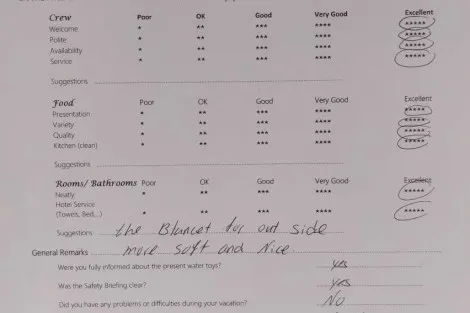 Crew Poor OK Good Very Good Excellent
Welcome * ** *** **** *****
Polite * ** *** **** *****
Availability * ** *** **** *****
Service * ** *** **** *****
Suggestions
Food Poor OK Good Very Good Excellent
Presentation * ** *** **** *****
Variety * ** *** **** *****
Quality * ** *** **** *****
Kitchen (clean) * ** *** **** *****
Suggestions
Rooms/ Bathrooms Poor OK Good Very Good Excellent
Neatly * ** *** **** *****
Hotel Service
(Towels, Bed,...) * ** *** **** *****
Suggestions the Blancet for out side
General Remarks more Soft and Nice.
Were you fully informed about the present water toys? yes
Was the Safety Briefing clear? yes
Did you have any problems or difficulties during your vacation? No